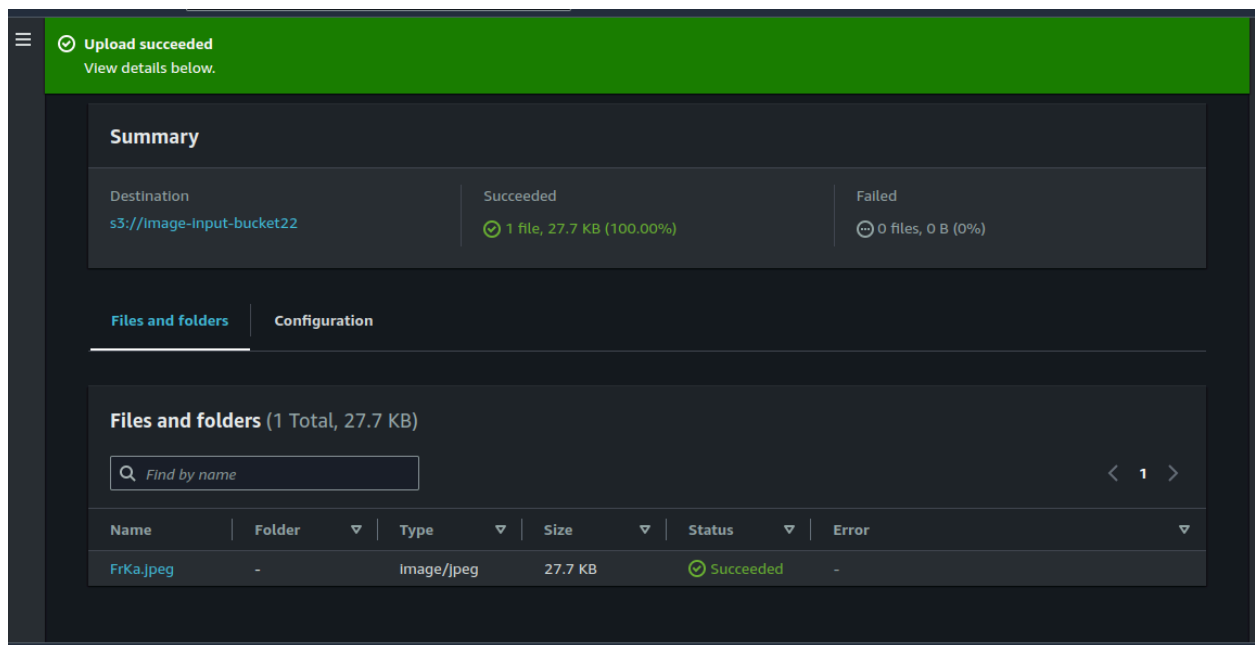 Upload succeeded
View details below.
Summary
Destination
Succeeded
Failed
s3://image-input-bucket22
1 file, 27.7 KB (100.00%)
0 files, 0 B (0%)
Files and folders
Configuration
Files and folders (1 Total, 27.7 KB)
Find by name
1
Name Folder Type Size Status Error
FrKa.jpeg - image/jpeg 27.7 KB Succeeded -